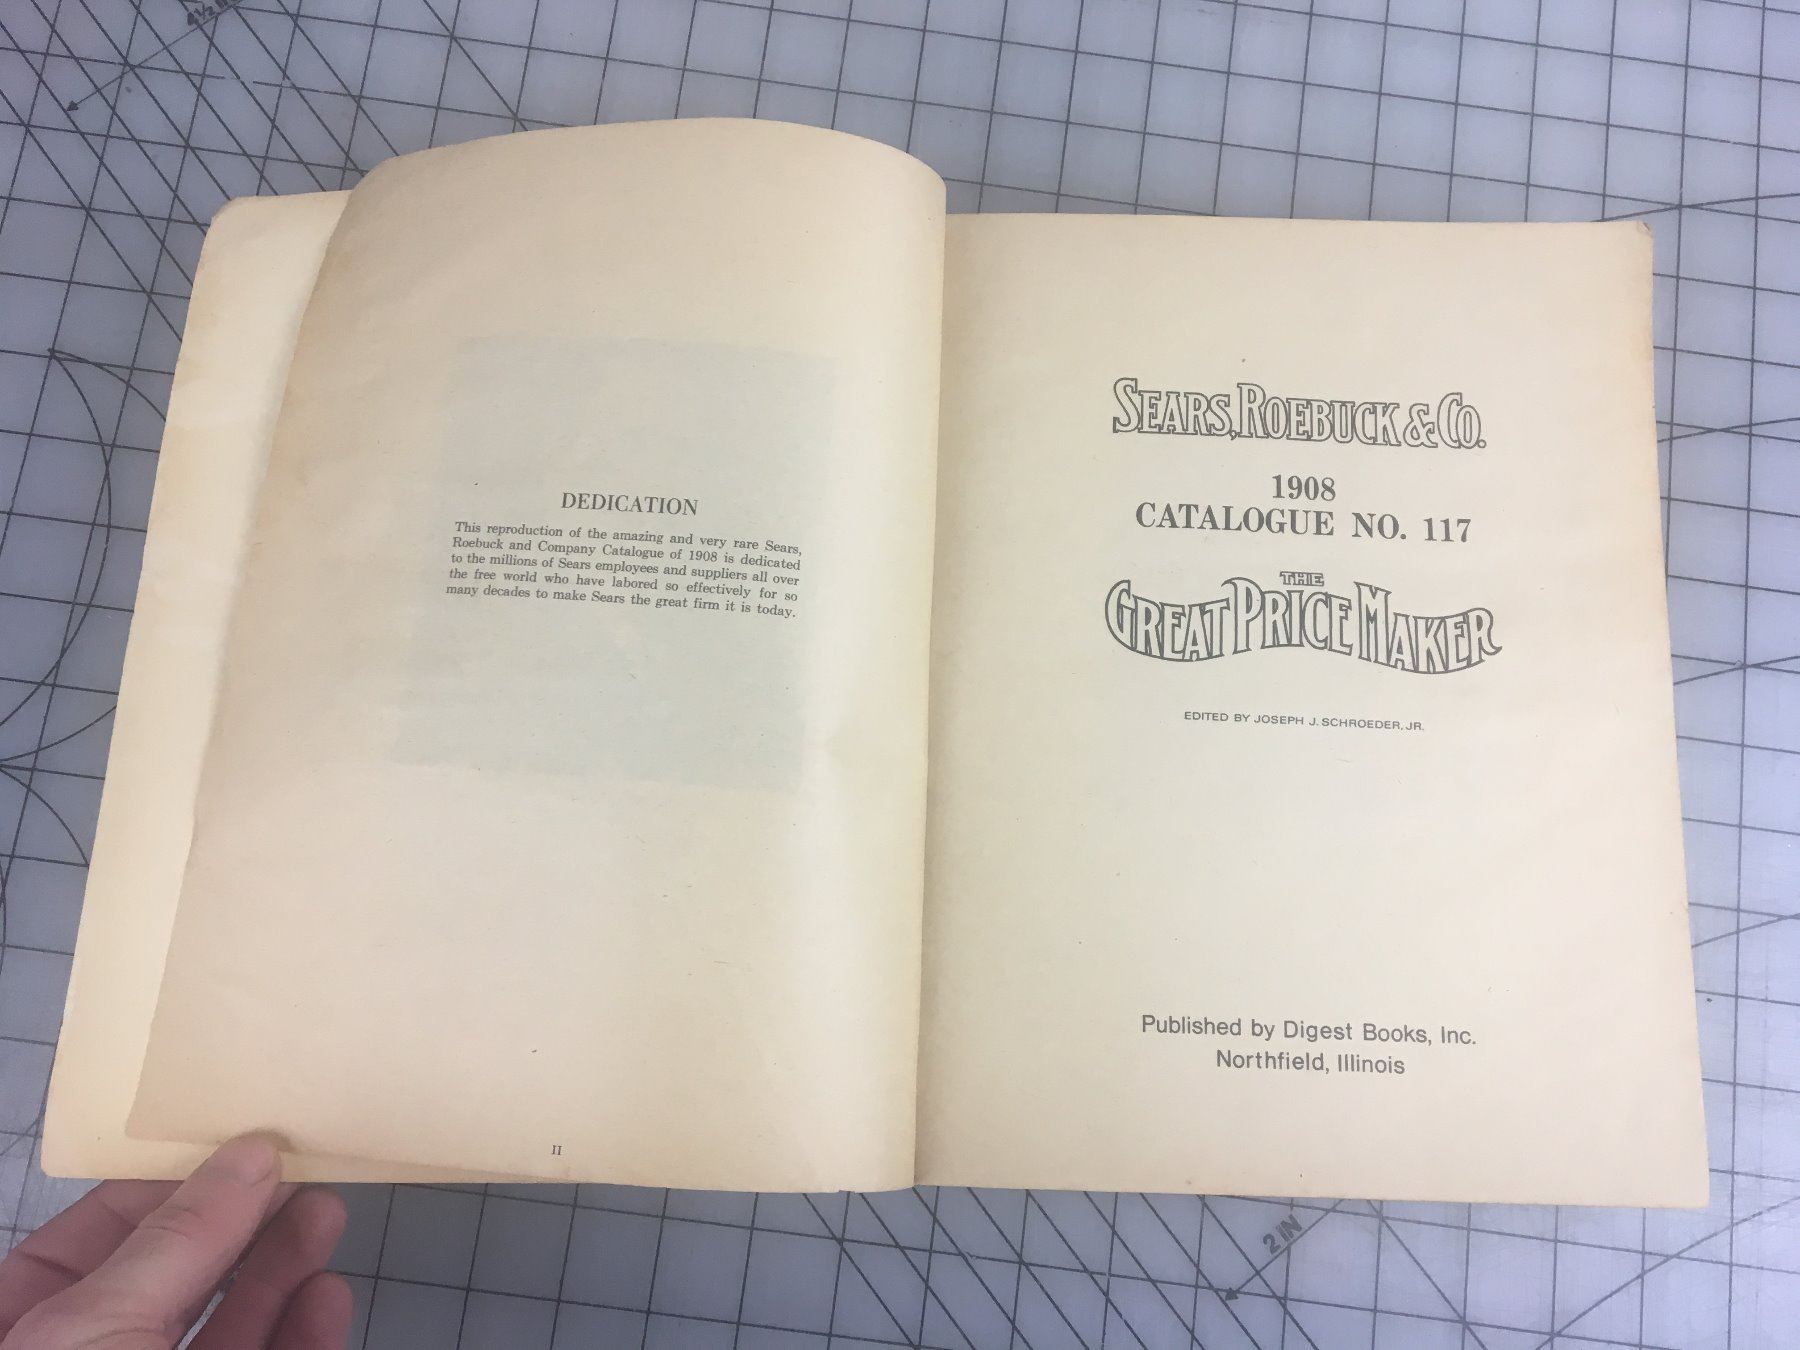 4½ IN
DEDICATION
This reproduction of the amazing and very rare Sears,
Roebuck and Company Catalogue of 1908 is dedicated
to the millions of Sears employees and suppliers all over
the free world who have labored so effectively for so
many decades to make Sears the great firm it is today.
II
SEARS, ROEBUCK & CO.
1908
CATALOGUE NO. 117
THE
GREAT PRICE MAKER
EDITED BY JOSEPH J. SCHROEDER, JR.
Published by Digest Books, Inc.
Northfield, Illinois
2 IN